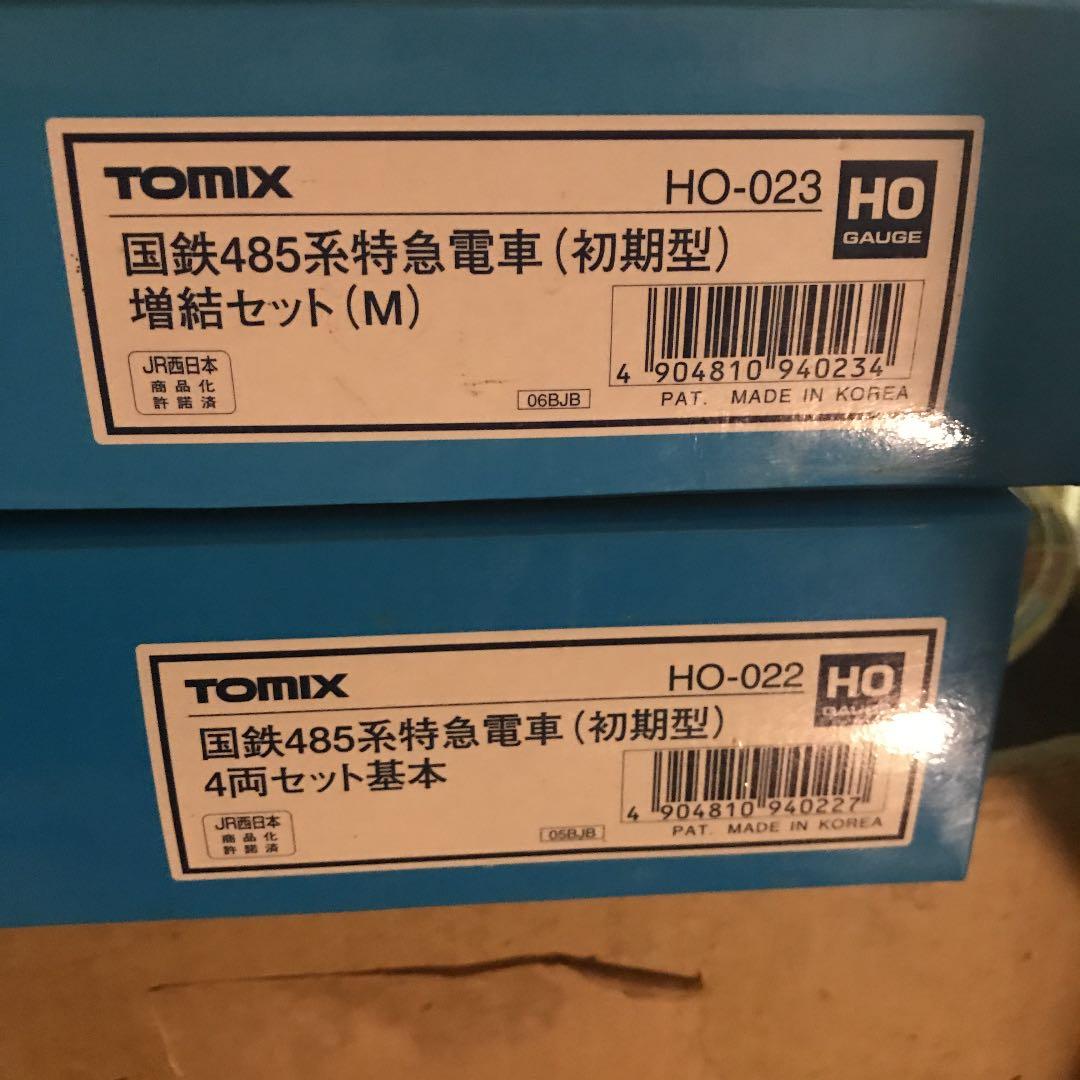 TOMIX
HO-023
HO
GAUGE
国鉄485系特急電車(初期型)
増結セット(M)
JR西日本
商品化
許諾済
06BJB
4 904810 940234
PAT. MADE IN KOREA
TOMIX
HO-022
HO
GAUGE
国鉄485系特急電車(初期型)
4両セット基本
JR西日本
商品化
許諾済
05BJB
4 904810 940227
PAT. MADE IN KOREA